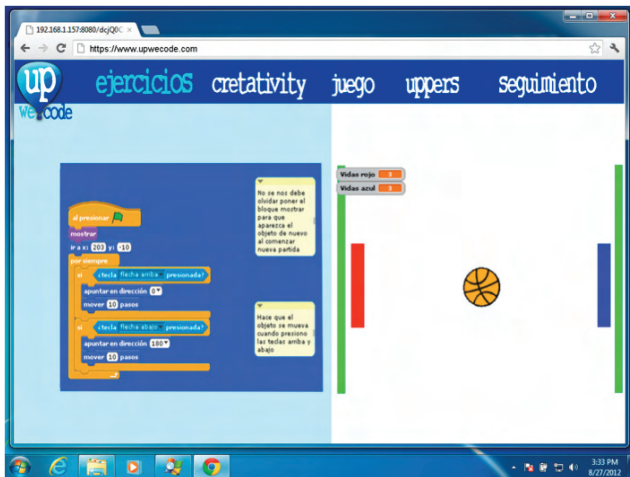 192.168.1.157:8080/dcjQ0C
https://www.upwecode.com
up
we code
ejercicios cretativity juego uppers seguimiento
al presionar
mostrar
ir a x: 203 y: -10
por siempre
si ¿tecla flecha arriba presionada?
apuntar en dirección 0
mover 10 pasos
si ¿tecla flecha abajo presionada?
apuntar en dirección 180
mover 10 pasos
No se nos debe
olvidar poner el
bloque mostrar
para que
aparezca el
objeto de nuevo
al comenzar
nueva partida
Hace que el
objeto se mueva
cuando presiono
las teclas arriba y
abajo
Vidas rojo 3
Vidas azul 3
3:33 PM
8/27/2012